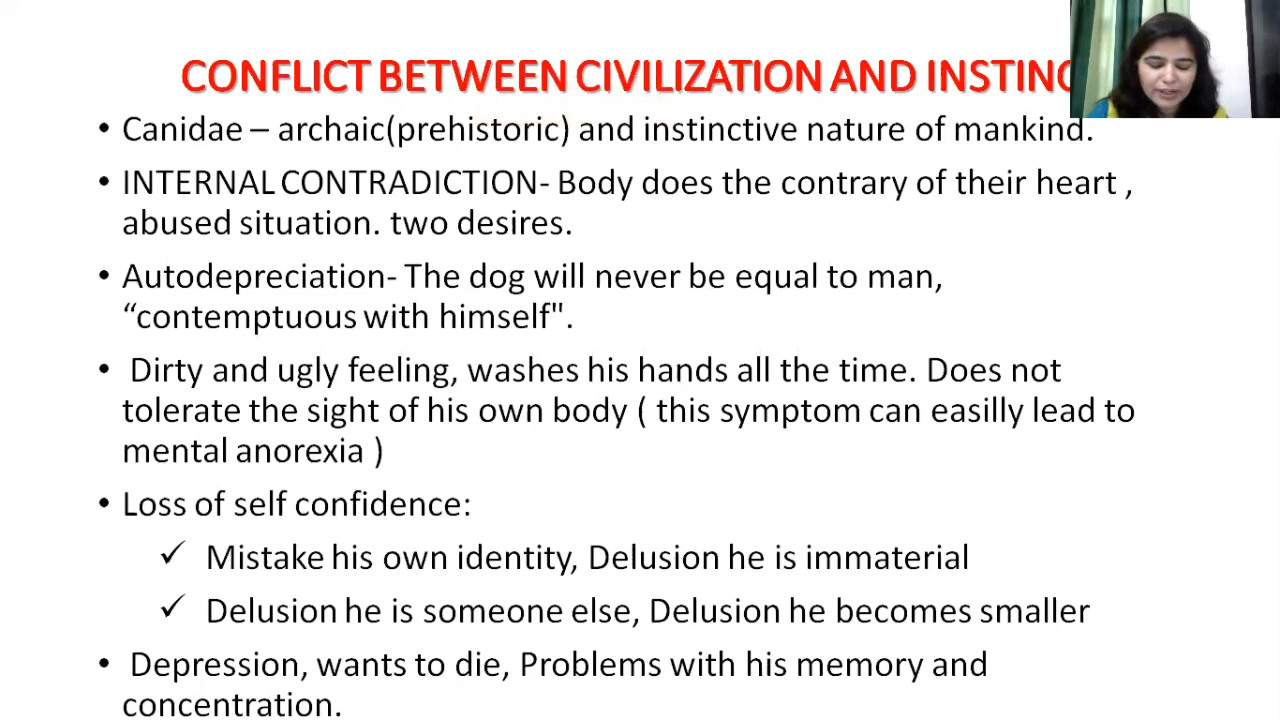 CONFLICT BETWEEN CIVILIZATION AND
• Canidae – archaic(prehistoric) and instinctive nature of mankind.
• INTERNAL CONTRADICTION- Body does the contrary of their heart ,
abused situation. two desires.
• Autodepreciation- The dog will never be equal to man,
“contemptuous with himself".
• Dirty and ugly feeling, washes his hands all the time. Does not
tolerate the sight of his own body ( this symptom can easilly lead to
mental anorexia )
• Loss of self confidence:
✓ Mistake his own identity, Delusion he is immaterial
✓ Delusion he is someone else, Delusion he becomes smaller
• Depression, wants to die, Problems with his memory and
concentration.